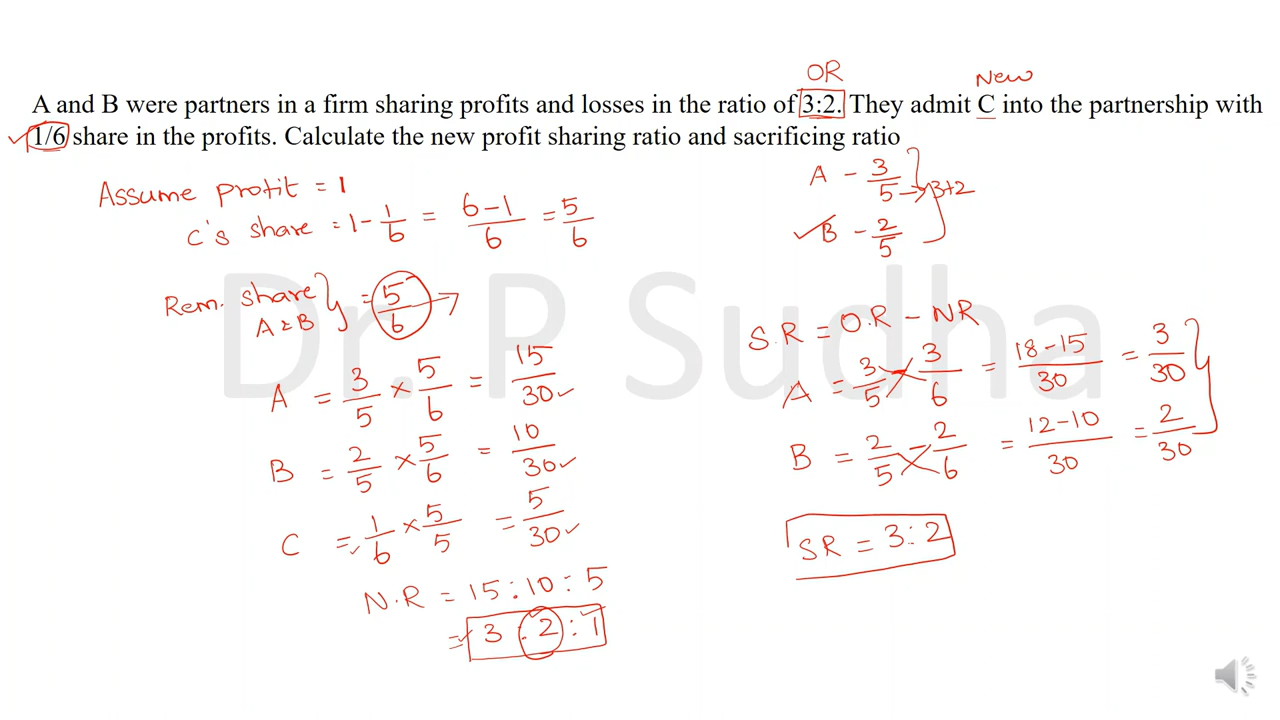 OR
New
A and B were partners in a firm sharing profits and losses in the ratio of 3:2. They admit C into the partnership with
1/6 share in the profits. Calculate the new profit sharing ratio and sacrificing ratio
Assume profit = 1
C's share = 1 - 1/6 = 6-1/6 = 5/6
Rem. share
A & B
= 5/6
A = 3/5 × 5/6 = 15/30
B = 2/5 × 5/6 = 10/30
C = 1/6 × 5/5 = 5/30
N.R = 15 : 10 : 5
= 3 : 2 : 1
A - 3/5 → 3+2
B - 2/5
S.R = O.R - NR
A = 3/5 - 3/6 = 18-15/30 = 3/30
B = 2/5 - 2/6 = 12-10/30 = 2/30
SR = 3:2
Dr. P Sudha